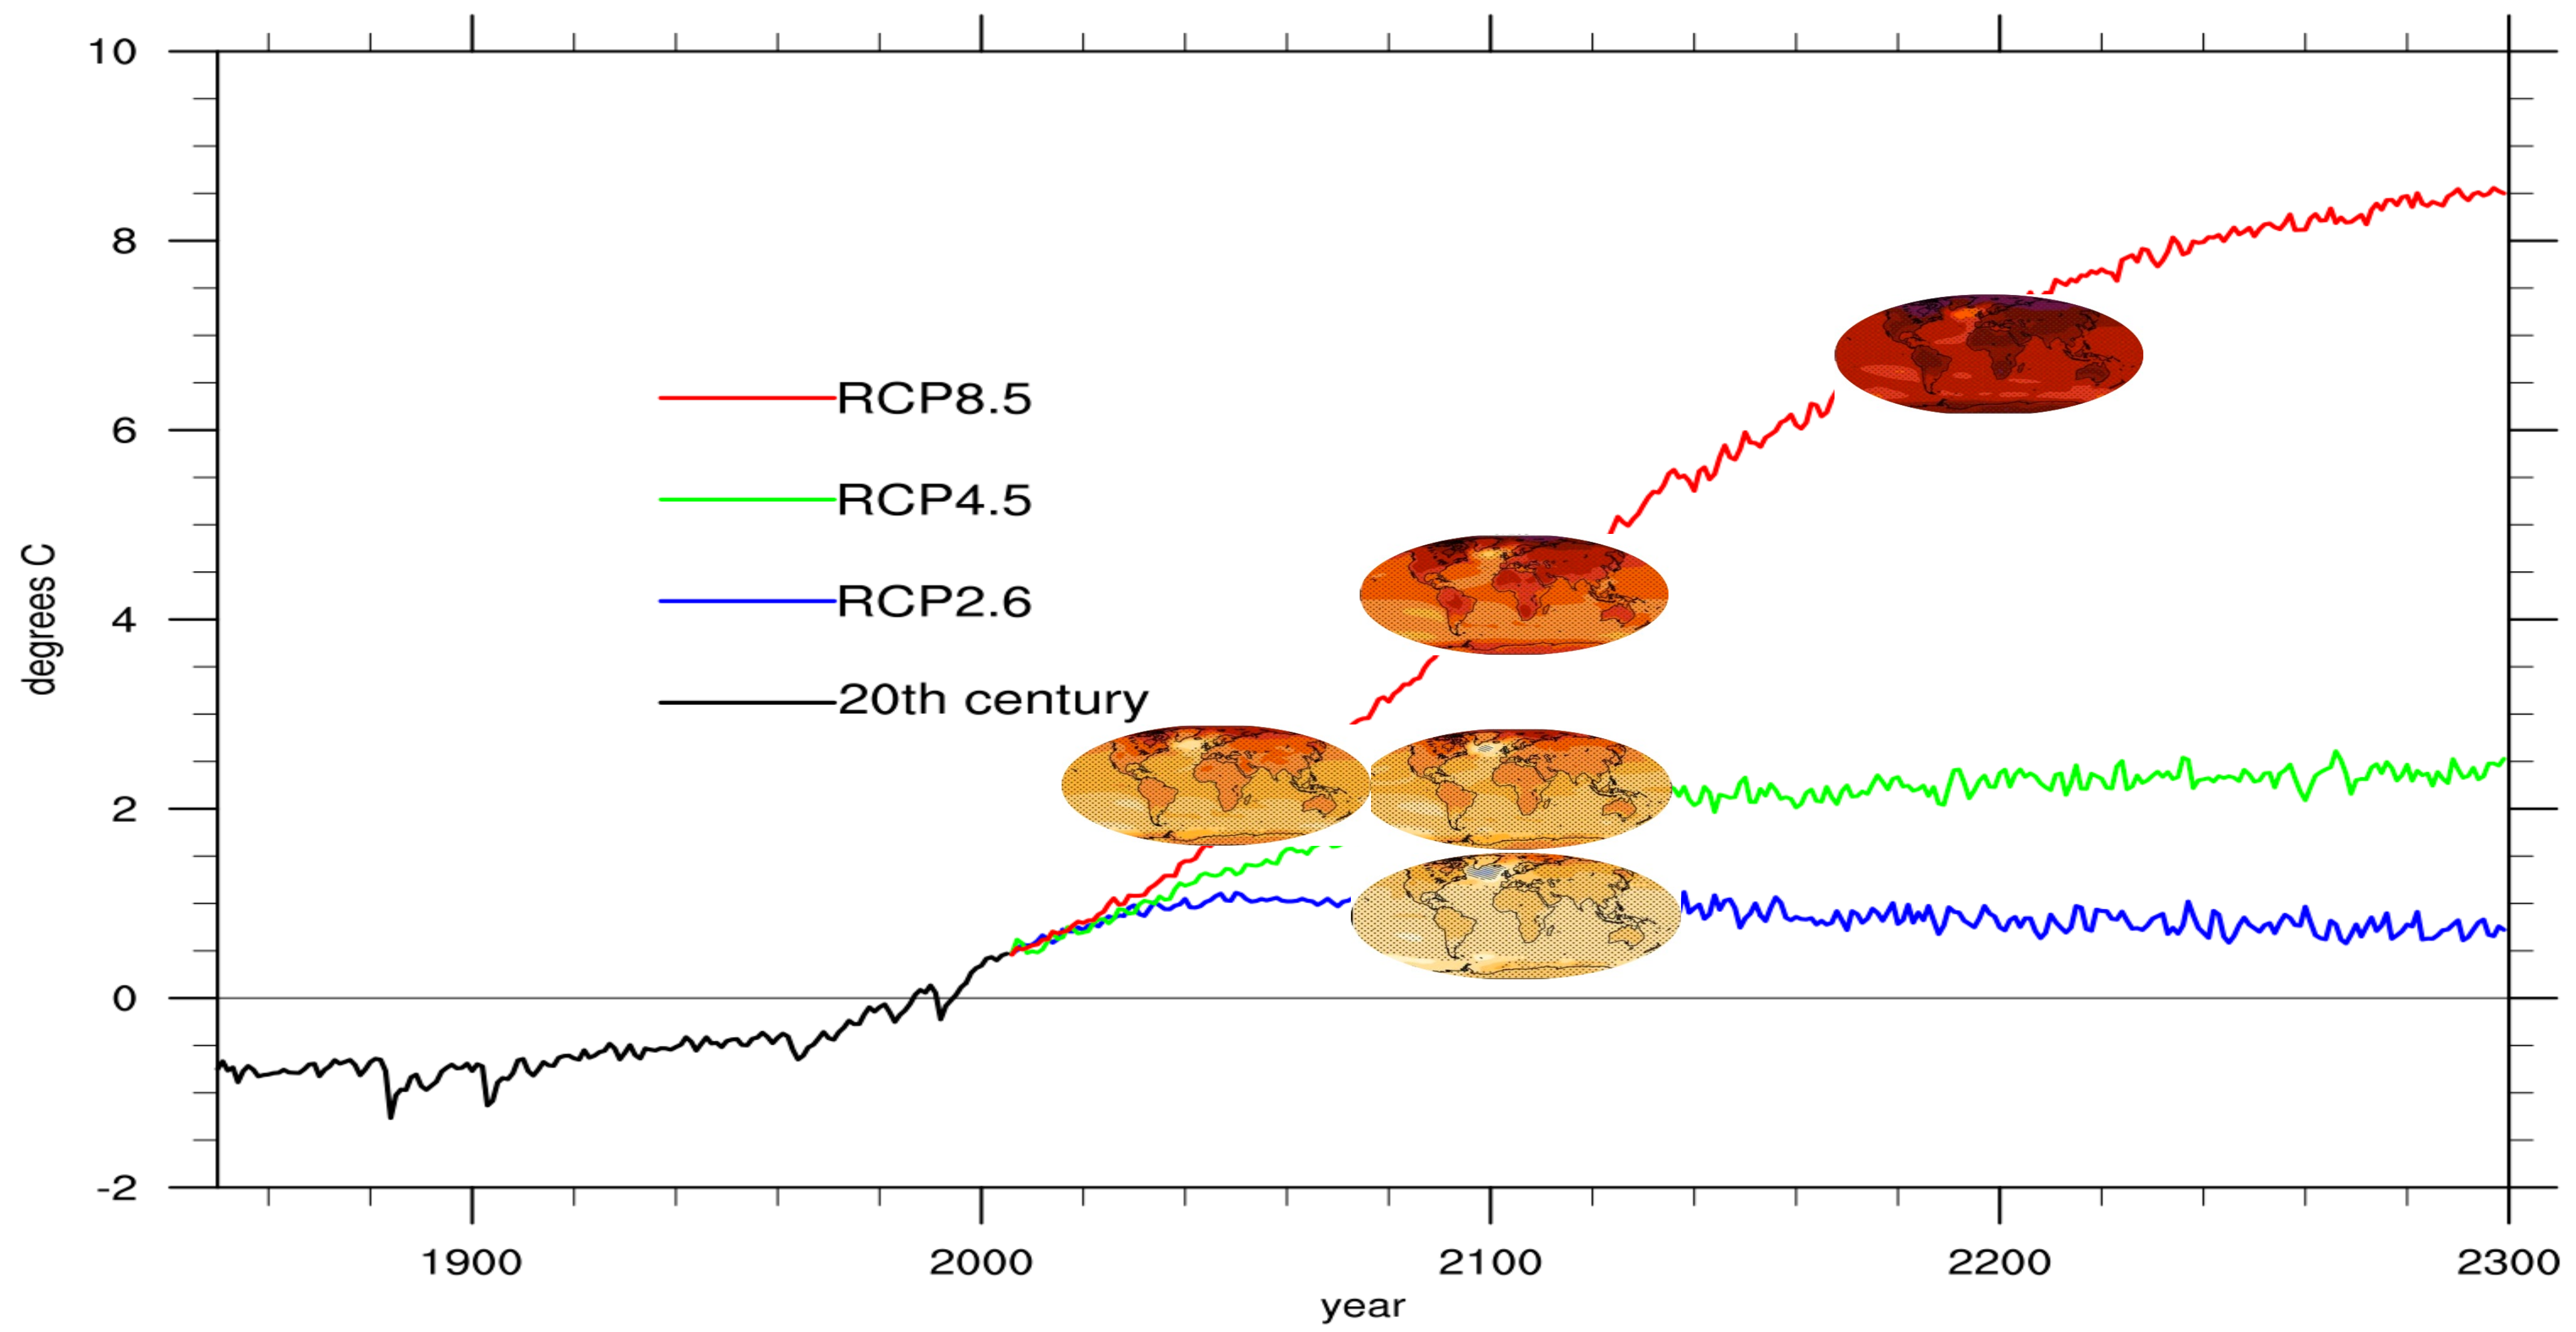 10
8
6
4
2
0
-2
degrees C
RCP8.5
RCP4.5
RCP2.6
20th century
1900 2000 2100 2200 2300
year